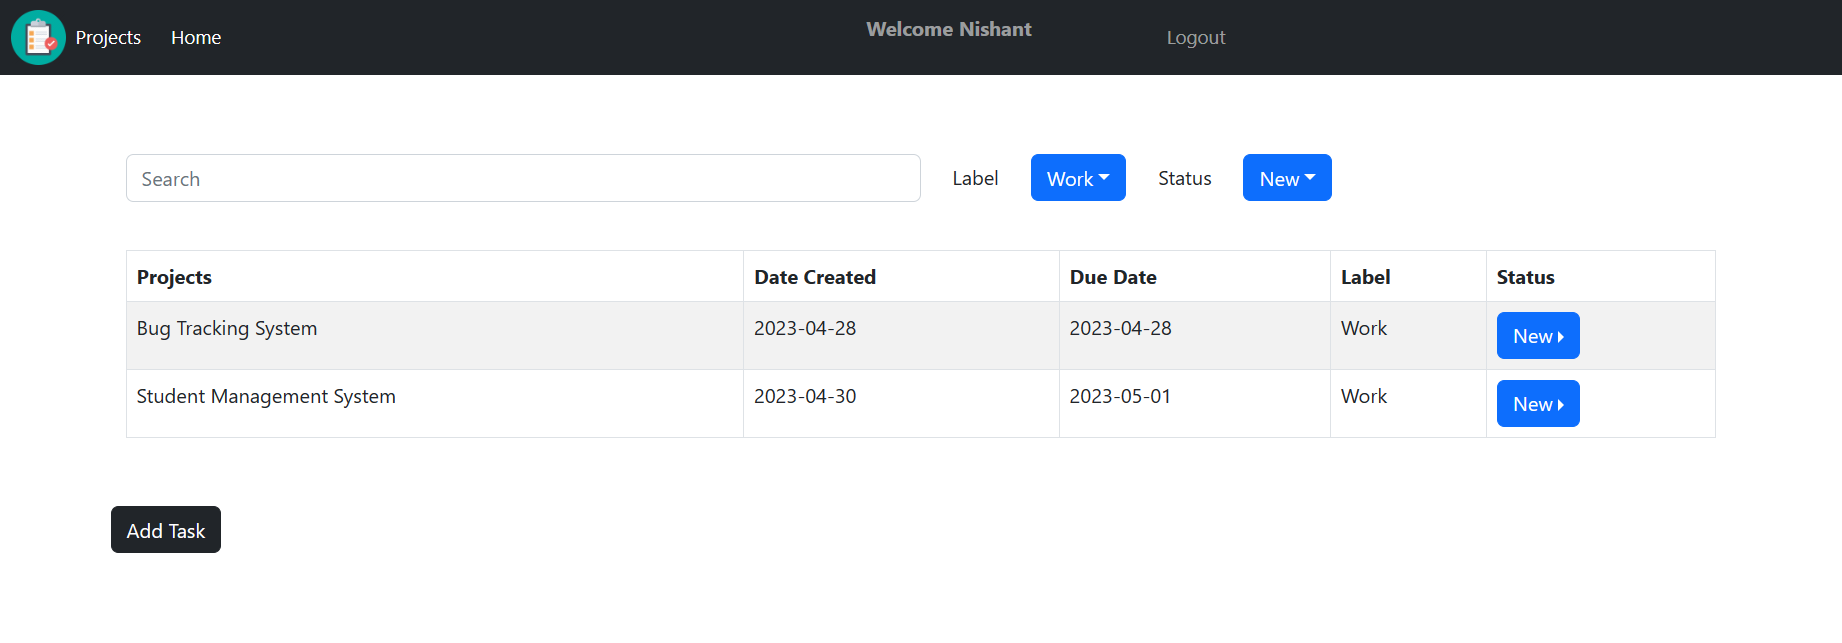 Projects Home Welcome Nishant Logout
Search Label Work Status New
Projects Date Created Due Date Label Status
Bug Tracking System 2023-04-28 2023-04-28 Work New
Student Management System 2023-04-30 2023-05-01 Work New
Add Task